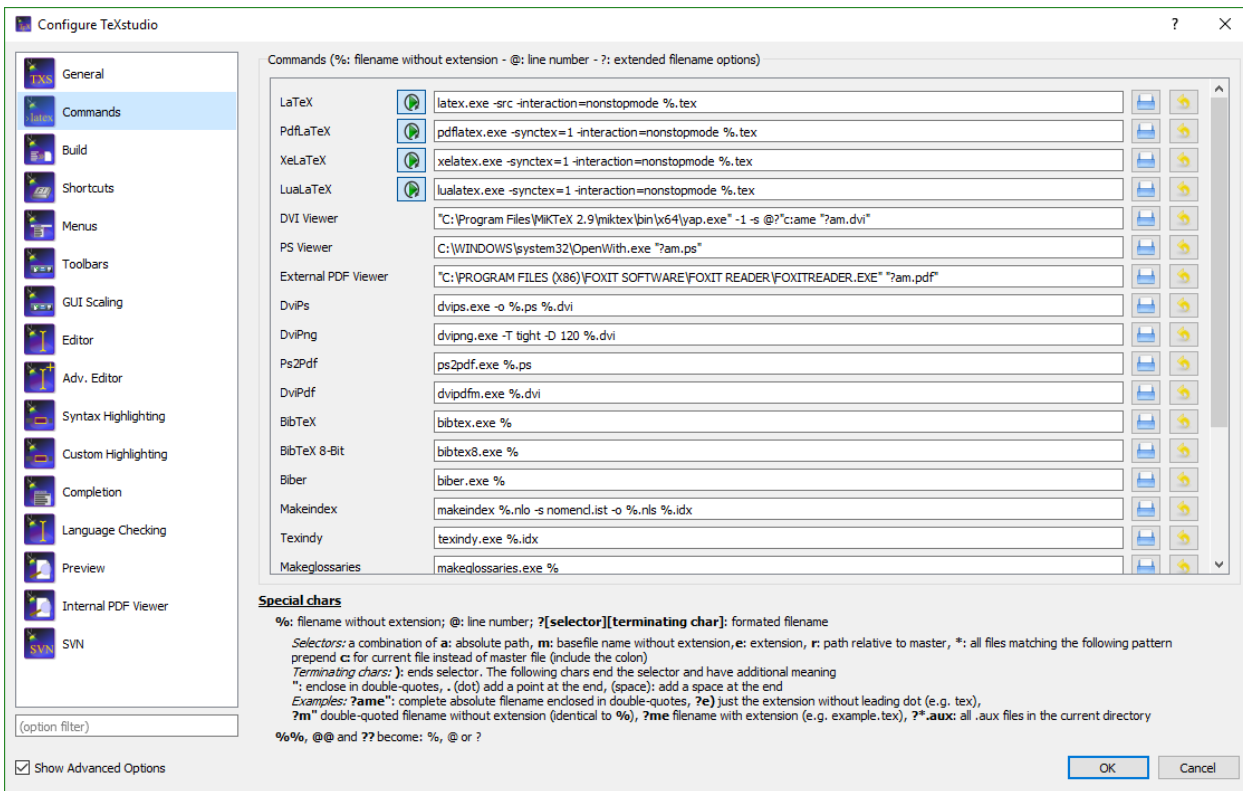 Configure TeXstudio
General
Commands
Build
Shortcuts
Menus
Toolbars
GUI Scaling
Editor
Adv. Editor
Syntax Highlighting
Custom Highlighting
Completion
Language Checking
Preview
Internal PDF Viewer
SVN
(option filter)
Show Advanced Options
Commands (%: filename without extension - @: line number - ?: extended filename options)
LaTeX latex.exe -src -interaction=nonstopmode %.tex
PdfLaTeX pdflatex.exe -synctex=1 -interaction=nonstopmode %.tex
XeLaTeX xelatex.exe -synctex=1 -interaction=nonstopmode %.tex
LuaLaTeX lualatex.exe -synctex=1 -interaction=nonstopmode %.tex
DVI Viewer "C:\Program Files\MiKTeX 2.9\miktex\bin\x64\yap.exe" -1 -s @?"c:ame "?am.dvi"
PS Viewer C:\WINDOWS\system32\OpenWith.exe "?am.ps"
External PDF Viewer "C:\PROGRAM FILES (X86)\FOXIT SOFTWARE\FOXIT READER\FOXITREADER.EXE" "?am.pdf"
DviPs dvips.exe -o %.ps %.dvi
DviPng dvipng.exe -T tight -D 120 %.dvi
Ps2Pdf ps2pdf.exe %.ps
DviPdf dvipdfm.exe %.dvi
BibTeX bibtex.exe %
BibTeX 8-Bit bibtex8.exe %
Biber biber.exe %
Makeindex makeindex %.nlo -s nomencl.ist -o %.nls %.idx
Texindy texindy.exe %.idx
Makeglossaries makeglossaries.exe %
Special chars
%: filename without extension; @: line number; ?[selector][terminating char]: formated filename
Selectors: a combination of a: absolute path, m: basefile name without extension,e: extension, r: path relative to master, *: all files matching the following pattern
prepend c: for current file instead of master file (include the colon)
Terminating chars: ): ends selector. The following chars end the selector and have additional meaning
": enclose in double-quotes, . (dot) add a point at the end, (space): add a space at the end
Examples: ?ame": complete absolute filename enclosed in double-quotes, ?e) just the extension without leading dot (e.g. tex),
?m" double-quoted filename without extension (identical to %), ?me filename with extension (e.g. example.tex), ?*.aux: all .aux files in the current directory
%%, @@ and ?? become: %, @ or ?
OK
Cancel